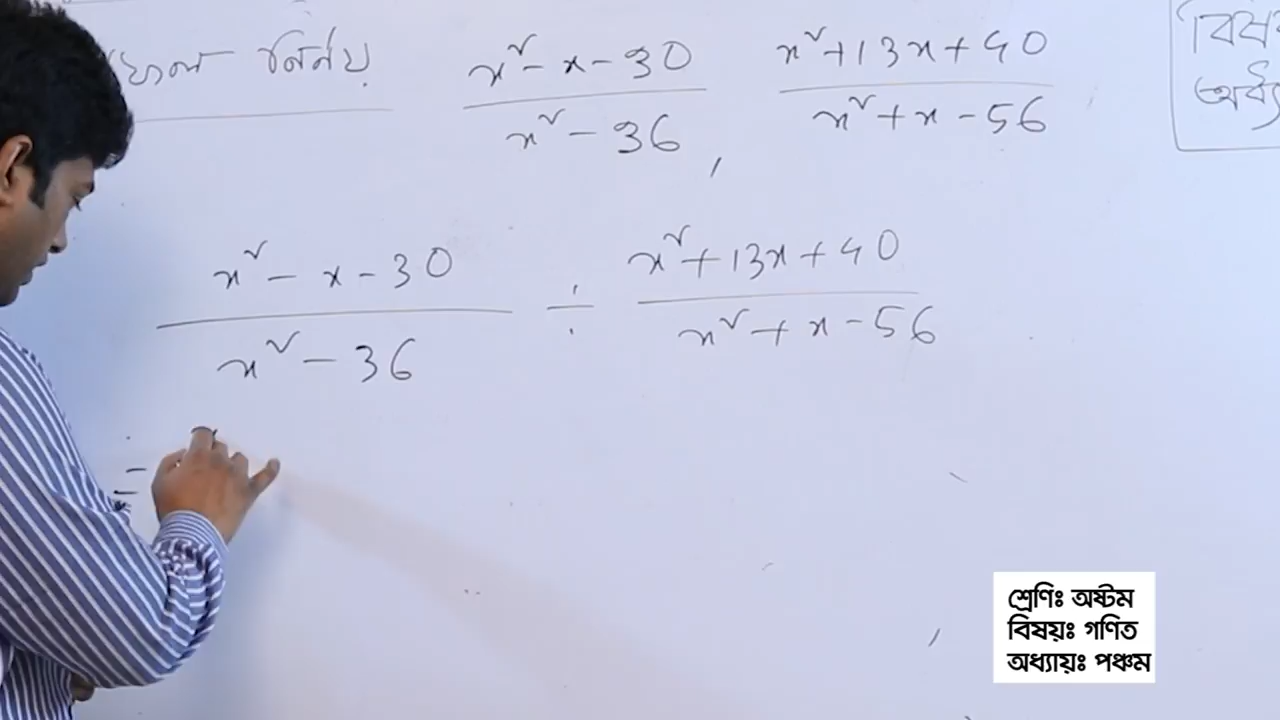 ফল নির্ণয় x² - x - 30 x² + 13x + 40
x² - 36 , x² + x - 56
x² - x - 30 ÷ x² + 13x + 40
x² - 36 x² + x - 56
=
শ্রেণিঃ অষ্টম
বিষয়ঃ গণিত
অধ্যায়ঃ পঞ্চম